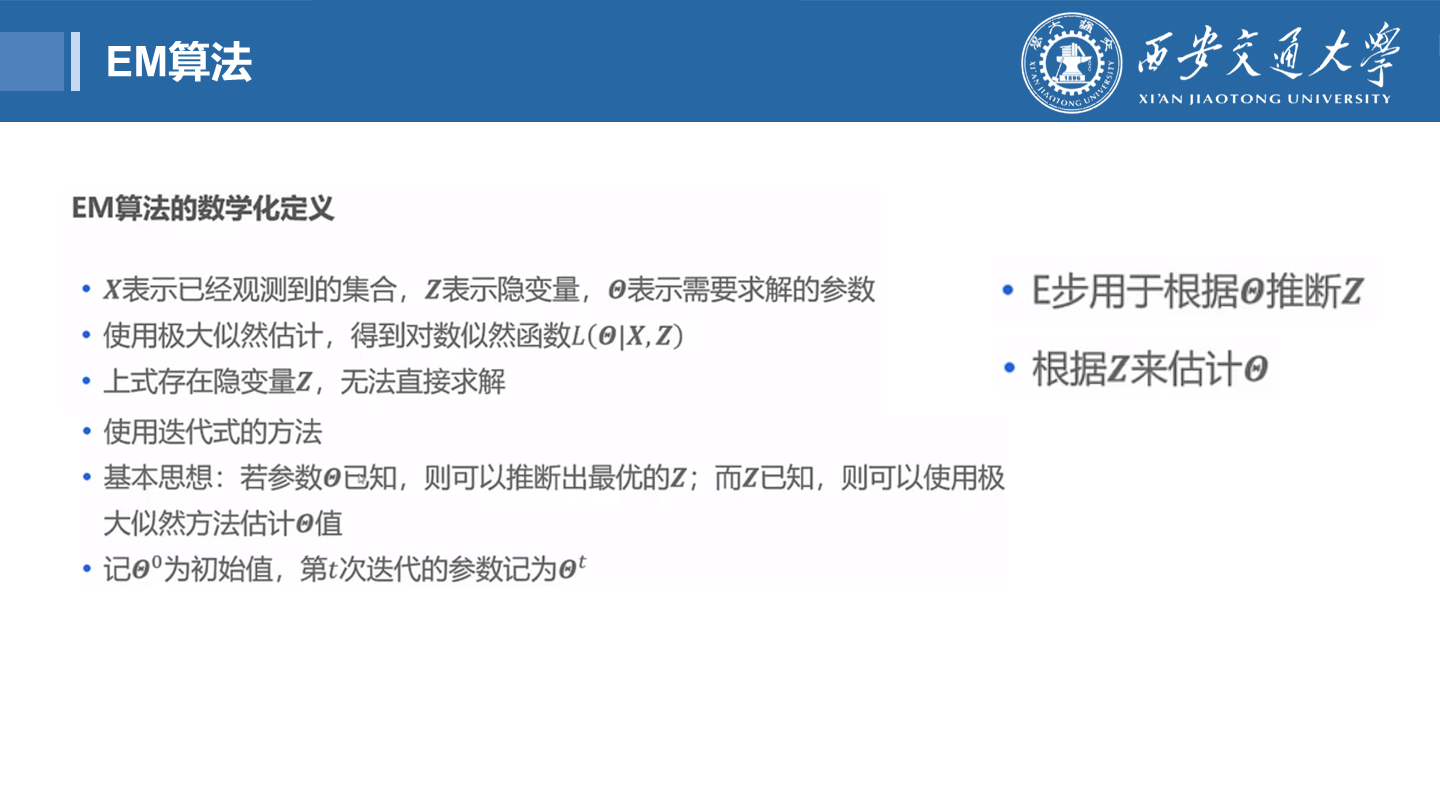 EM算法
西安交通大学
XI'AN JIAOTONG UNIVERSITY
XI'AN JIAOTONG UNIVERSITY
1896
EM算法的数学化定义
• X表示已经观测到的集合，Z表示隐变量，Θ表示需要求解的参数
• 使用极大似然估计，得到对数似然函数L(Θ|X, Z)
• 上式存在隐变量Z，无法直接求解
• 使用迭代式的方法
• 基本思想：若参数Θ已知，则可以推断出最优的Z；而Z已知，则可以使用极
大似然方法估计Θ值
• 记Θ⁰为初始值，第t次迭代的参数记为Θᵗ
• E步用于根据Θ推断Z
• 根据Z来估计Θ